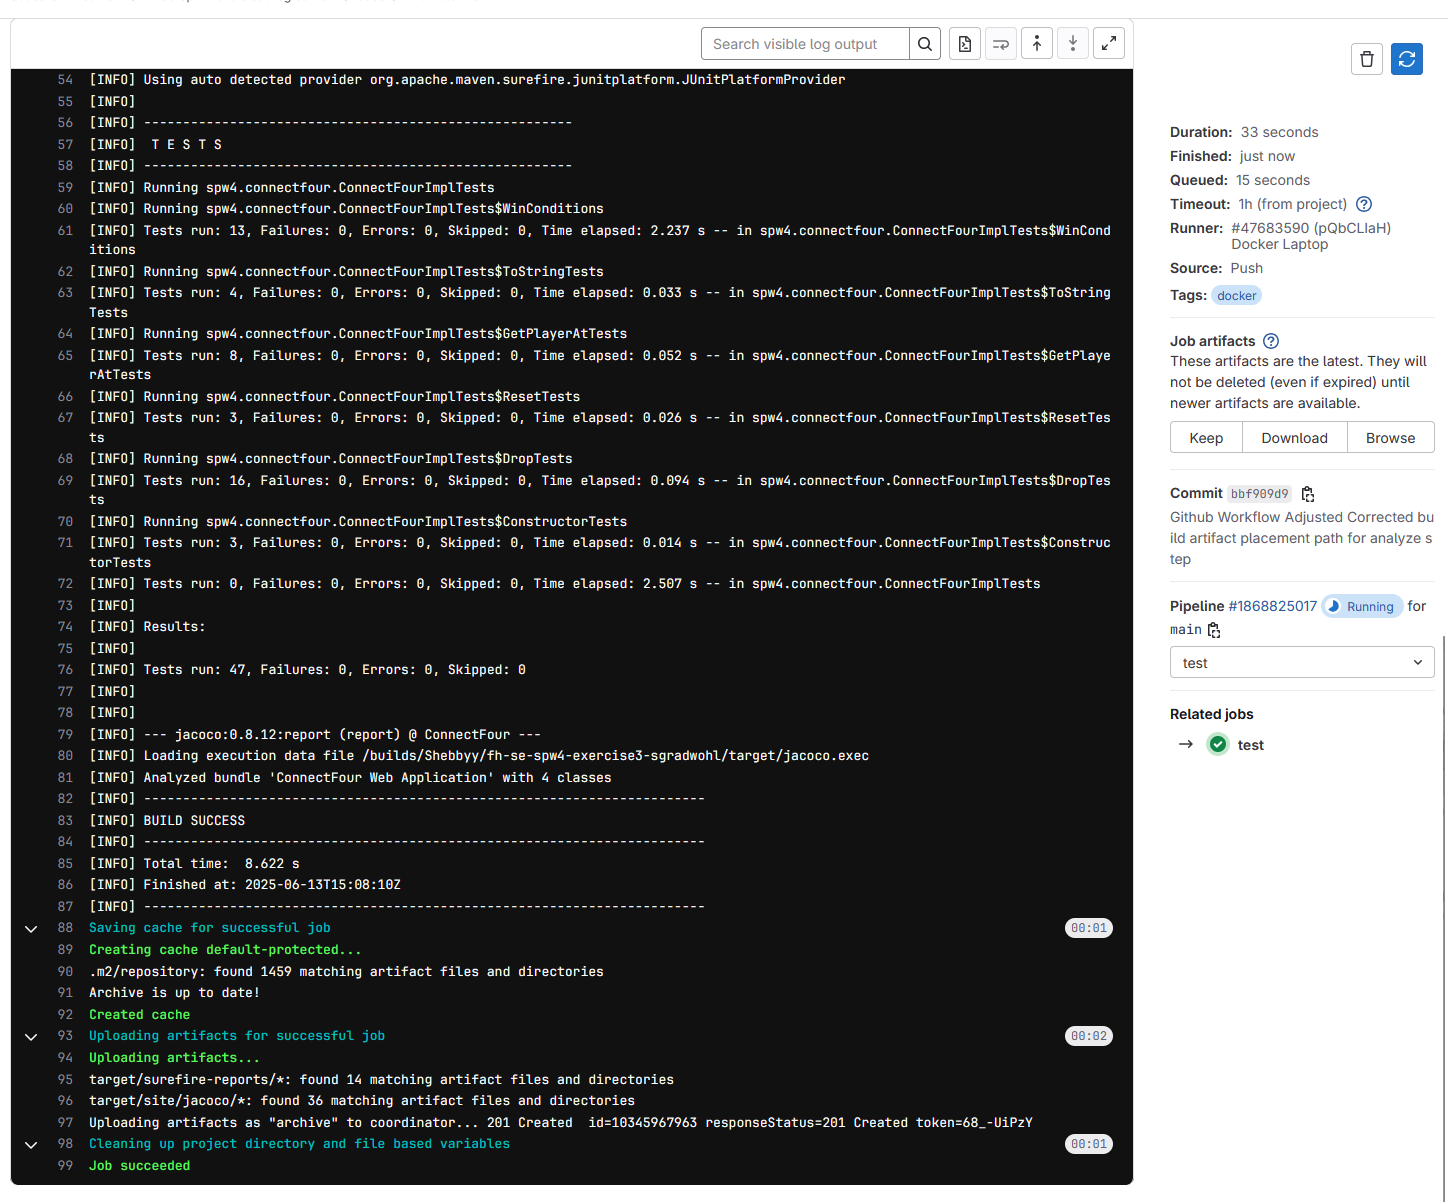 Search visible log output
54 [INFO] Using auto detected provider org.apache.maven.surefire.junitplatform.JUnitPlatformProvider
55 [INFO]
56 [INFO] -------------------------------------------------------
57 [INFO]  T E S T S
58 [INFO] -------------------------------------------------------
59 [INFO] Running spw4.connectfour.ConnectFourImplTests
60 [INFO] Running spw4.connectfour.ConnectFourImplTests$WinConditions
61 [INFO] Tests run: 13, Failures: 0, Errors: 0, Skipped: 0, Time elapsed: 2.237 s -- in spw4.connectfour.ConnectFourImplTests$WinCond
itions
62 [INFO] Running spw4.connectfour.ConnectFourImplTests$ToStringTests
63 [INFO] Tests run: 4, Failures: 0, Errors: 0, Skipped: 0, Time elapsed: 0.033 s -- in spw4.connectfour.ConnectFourImplTests$ToString
Tests
64 [INFO] Running spw4.connectfour.ConnectFourImplTests$GetPlayerAtTests
65 [INFO] Tests run: 8, Failures: 0, Errors: 0, Skipped: 0, Time elapsed: 0.052 s -- in spw4.connectfour.ConnectFourImplTests$GetPlaye
rAtTests
66 [INFO] Running spw4.connectfour.ConnectFourImplTests$ResetTests
67 [INFO] Tests run: 3, Failures: 0, Errors: 0, Skipped: 0, Time elapsed: 0.026 s -- in spw4.connectfour.ConnectFourImplTests$ResetTes
ts
68 [INFO] Running spw4.connectfour.ConnectFourImplTests$DropTests
69 [INFO] Tests run: 16, Failures: 0, Errors: 0, Skipped: 0, Time elapsed: 0.094 s -- in spw4.connectfour.ConnectFourImplTests$DropTes
ts
70 [INFO] Running spw4.connectfour.ConnectFourImplTests$ConstructorTests
71 [INFO] Tests run: 3, Failures: 0, Errors: 0, Skipped: 0, Time elapsed: 0.014 s -- in spw4.connectfour.ConnectFourImplTests$Construc
torTests
72 [INFO] Tests run: 0, Failures: 0, Errors: 0, Skipped: 0, Time elapsed: 2.507 s -- in spw4.connectfour.ConnectFourImplTests
73 [INFO]
74 [INFO] Results:
75 [INFO]
76 [INFO] Tests run: 47, Failures: 0, Errors: 0, Skipped: 0
77 [INFO]
78 [INFO]
79 [INFO] --- jacoco:0.8.12:report (report) @ ConnectFour ---
80 [INFO] Loading execution data file /builds/Shebbyy/fh-se-spw4-exercise3-sgradwohl/target/jacoco.exec
81 [INFO] Analyzed bundle 'ConnectFour Web Application' with 4 classes
82 [INFO] ------------------------------------------------------------------------
83 [INFO] BUILD SUCCESS
84 [INFO] ------------------------------------------------------------------------
85 [INFO] Total time:  8.622 s
86 [INFO] Finished at: 2025-06-13T15:08:10Z
87 [INFO] ------------------------------------------------------------------------
88 Saving cache for successful job 00:01
89 Creating cache default-protected...
90 .m2/repository: found 1459 matching artifact files and directories
91 Archive is up to date!
92 Created cache
93 Uploading artifacts for successful job 00:02
94 Uploading artifacts...
95 target/surefire-reports/*: found 14 matching artifact files and directories
96 target/site/jacoco/*: found 36 matching artifact files and directories
97 Uploading artifacts as "archive" to coordinator... 201 Created  id=10345967963 responseStatus=201 Created token=68_-UiPzY
98 Cleaning up project directory and file based variables 00:01
99 Job succeeded
Duration: 33 seconds
Finished: just now
Queued: 15 seconds
Timeout: 1h (from project)
Runner: #47683590 (pQbCLIaH)
Docker Laptop
Source: Push
Tags: docker
Job artifacts
These artifacts are the latest. They will
not be deleted (even if expired) until
newer artifacts are available.
Keep Download Browse
Commit bbf909d9
Github Workflow Adjusted Corrected bu
ild artifact placement path for analyze s
tep
Pipeline #1868825017 Running for
main
test
Related jobs
test